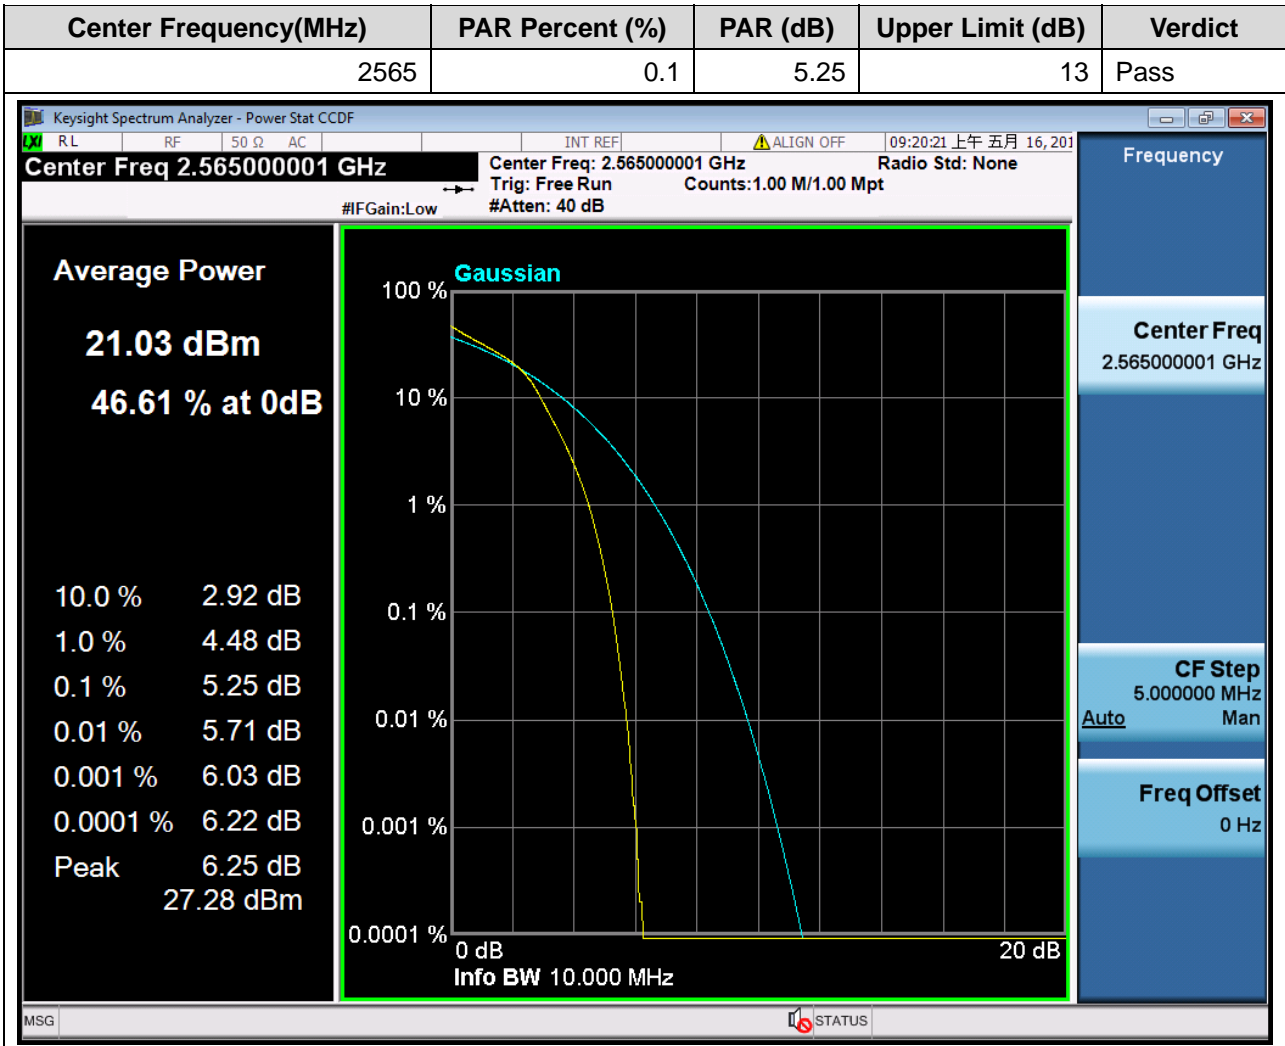 Center Frequency(MHz) PAR Percent (%) PAR (dB) Upper Limit (dB) Verdict
2565 0.1 5.25 13 Pass
Keysight Spectrum Analyzer - Power Stat CCDF
LXI RL RF 50 Ω AC INT REF ALIGN OFF 09:20:21 上午 五月 16, 201
Center Freq 2.565000001 GHz
Center Freq: 2.565000001 GHz Radio Std: None
Trig: Free Run Counts:1.00 M/1.00 Mpt
#IFGain:Low #Atten: 40 dB
Average Power
21.03 dBm
46.61 % at 0dB
10.0 % 2.92 dB
1.0 % 4.48 dB
0.1 % 5.25 dB
0.01 % 5.71 dB
0.001 % 6.03 dB
0.0001 % 6.22 dB
Peak 6.25 dB
27.28 dBm
Gaussian
100 %
10 %
1 %
0.1 %
0.01 %
0.001 %
0.0001 %
0 dB 20 dB
Info BW 10.000 MHz
Frequency
Center Freq
2.565000001 GHz
CF Step
5.000000 MHz
Auto Man
Freq Offset
0 Hz
MSG STATUS